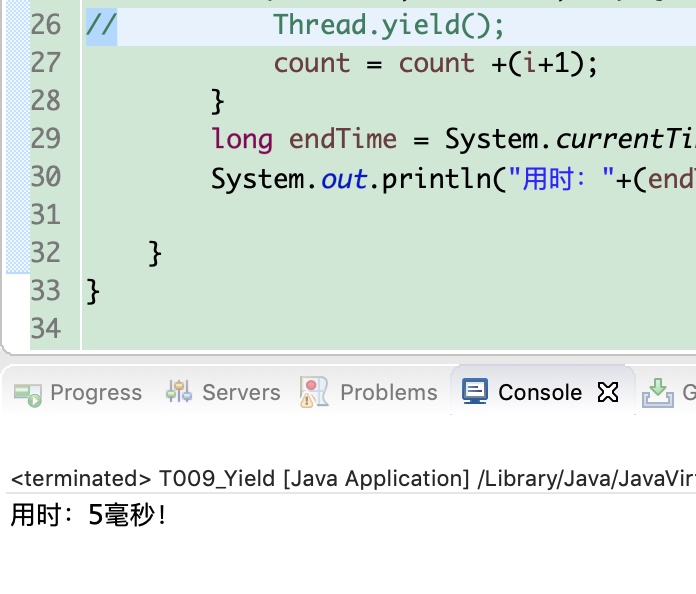 26 //          Thread.yield();
27             count = count +(i+1);
28         }
29         long endTime = System.currentTi
30         System.out.println("用时："+(end
31
32     }
33 }
34
Progress Servers Problems Console
<terminated> T009_Yield [Java Application] /Library/Java/JavaVir
用时：5毫秒！